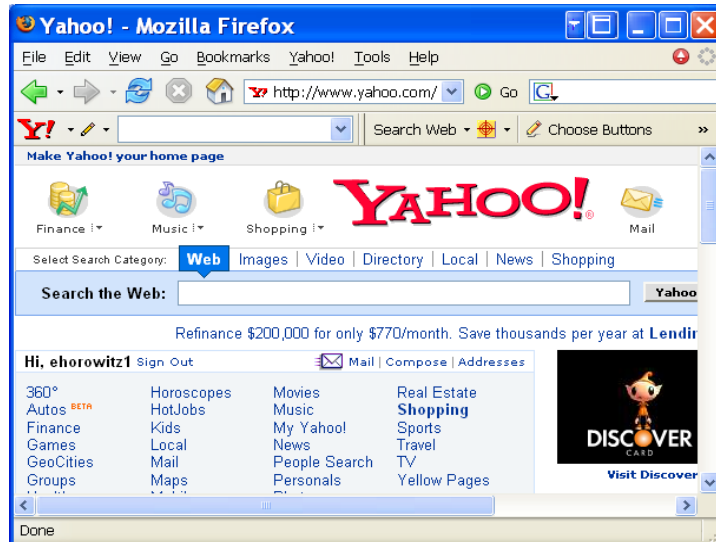 Yahoo! - Mozilla Firefox
File Edit View Go Bookmarks Yahoo! Tools Help
http://www.yahoo.com/ Go G
Y! Search Web Choose Buttons »
Make Yahoo! your home page
Finance Music Shopping YAHOO! Mail
Select Search Category: Web Images | Video | Directory | Local | News | Shopping
Search the Web: Yahoo
Refinance $200,000 for only $770/month. Save thousands per year at Lendin
Hi, ehorowitz1 Sign Out Mail | Compose | Addresses
360° Horoscopes Movies Real Estate
Autos BETA HotJobs Music Shopping
Finance Kids My Yahoo! Sports
Games Local News Travel
GeoCities Mail People Search TV
Groups Maps Personals Yellow Pages
DISCOVER
CARD
Visit Discover
Done